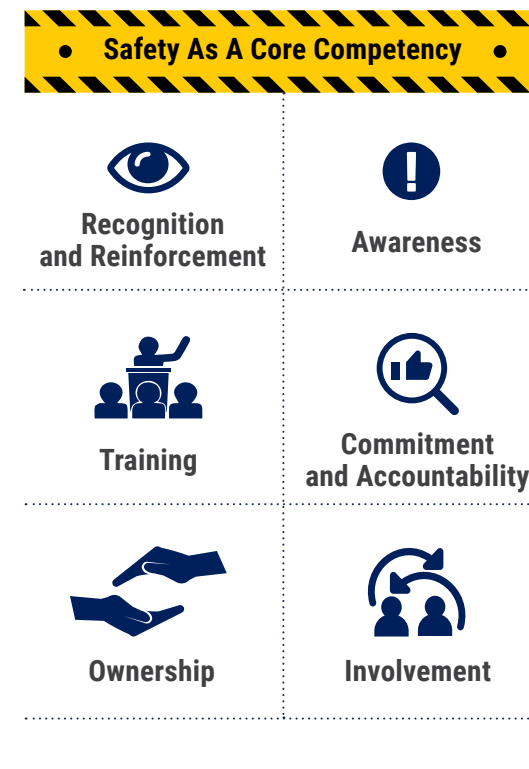 Safety As A Core Competency
Recognition
and Reinforcement
Awareness
Training
Commitment
and Accountability
Ownership
Involvement